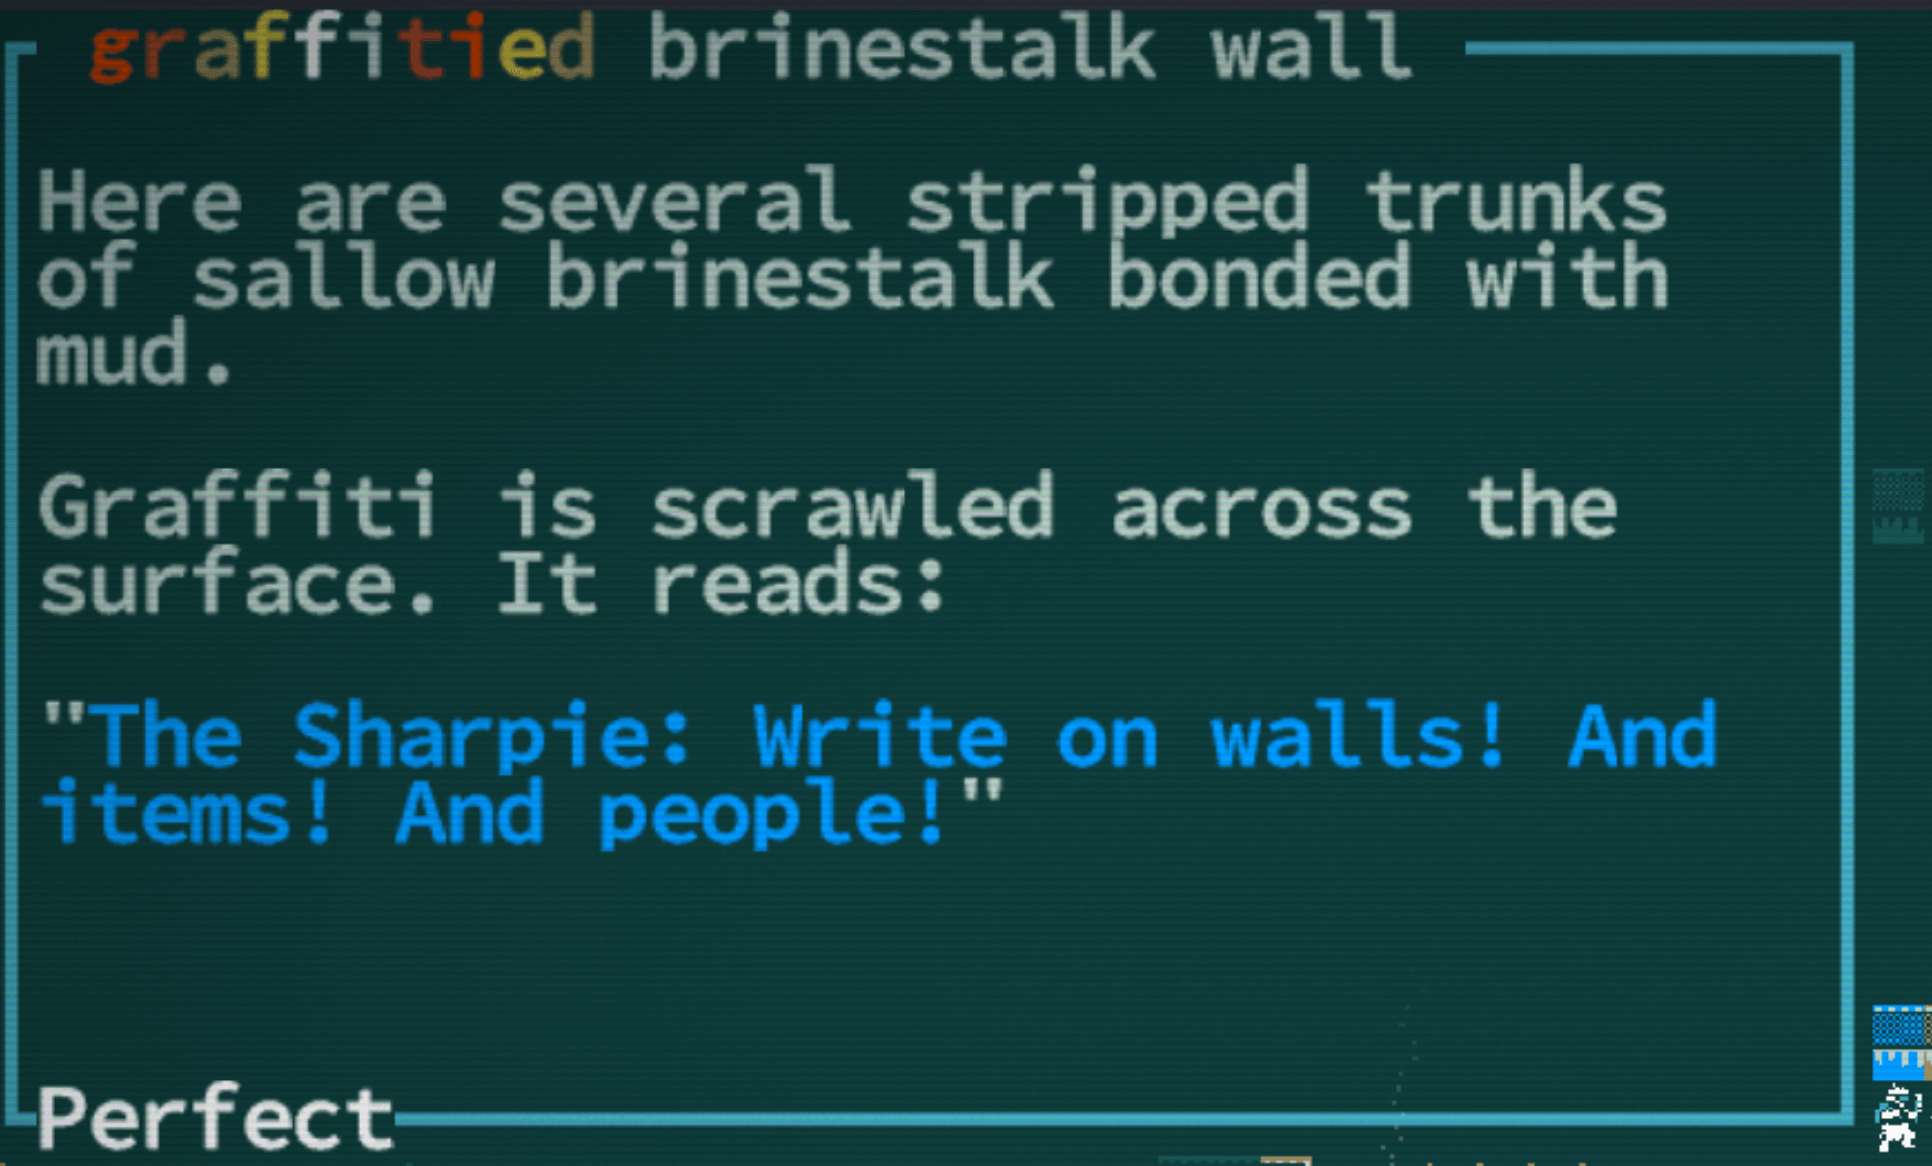 graffitied brinestalk wall
Here are several stripped trunks
of sallow brinestalk bonded with
mud.
Graffiti is scrawled across the
surface. It reads:
"The Sharpie: Write on walls! And
items! And people!"
Perfect